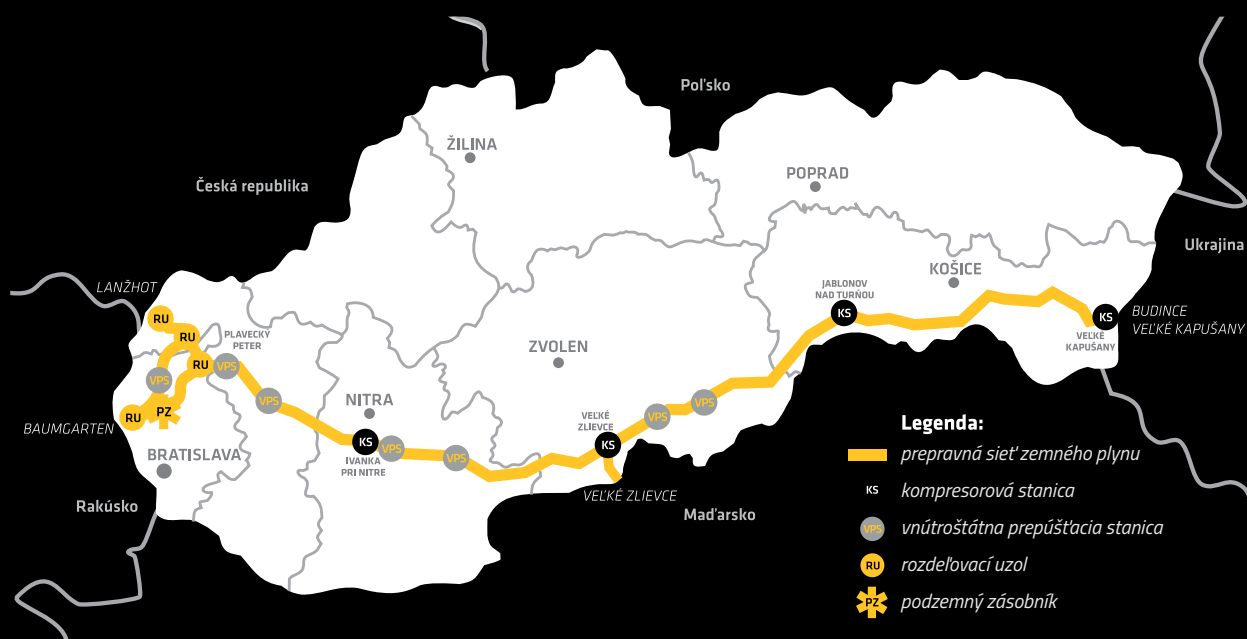 Poľsko
ŽILINA
POPRAD
Česká republika
Ukrajina
KOŠICE
LANŽHOT
JABLONOV
NAD TURŇOU
KS
KS
BUDINCE
VEĽKÉ KAPUŠANY
VEĽKÉ
KAPUŠANY
RU
RU
PLAVECKÝ
PETER
RU
VPS
ZVOLEN
VPS
VPS
NITRA
VPS
RU
PZ
VEĽKÉ
ZLIEVCE
VPS
BAUMGARTEN
KS
VPS
KS
IVANKA
PRI NITRE
VPS
BRATISLAVA
VEĽKÉ ZLIEVCE
Rakúsko
Maďarsko
Legenda:
prepravná sieť zemného plynu
KS kompresorová stanica
VPS vnútroštátna prepúšťacia stanica
RU rozdeľovací uzol
PZ podzemný zásobník